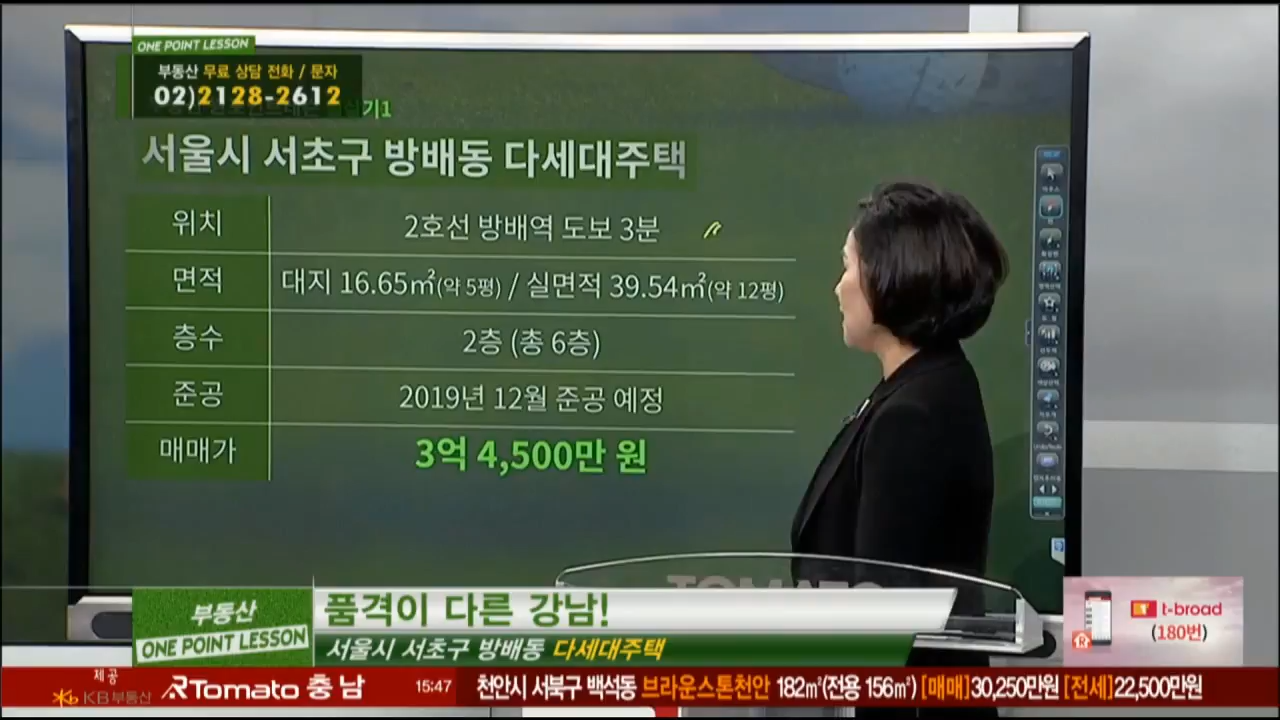 ONE POINT LESSON
부동산 무료 상담 전화 / 문자
02)2128-2612
기1
서울시 서초구 방배동 다세대주택
위치 2호선 방배역 도보 3분
면적 대지 16.65㎡(약 5평) / 실면적 39.54㎡(약 12평)
층수 2층 (총 6층)
준공 2019년 12월 준공 예정
매매가 3억 4,500만 원
TOMATO
부동산
ONE POINT LESSON
품격이 다른 강남!
서울시 서초구 방배동 다세대주택
t-broad
(180번)
제공
KB부동산
RTomato 충남
15:47
천안시 서북구 백석동 브라운스톤천안 182㎡(전용 156㎡) [매매]30,250만원 [전세]22,500만원